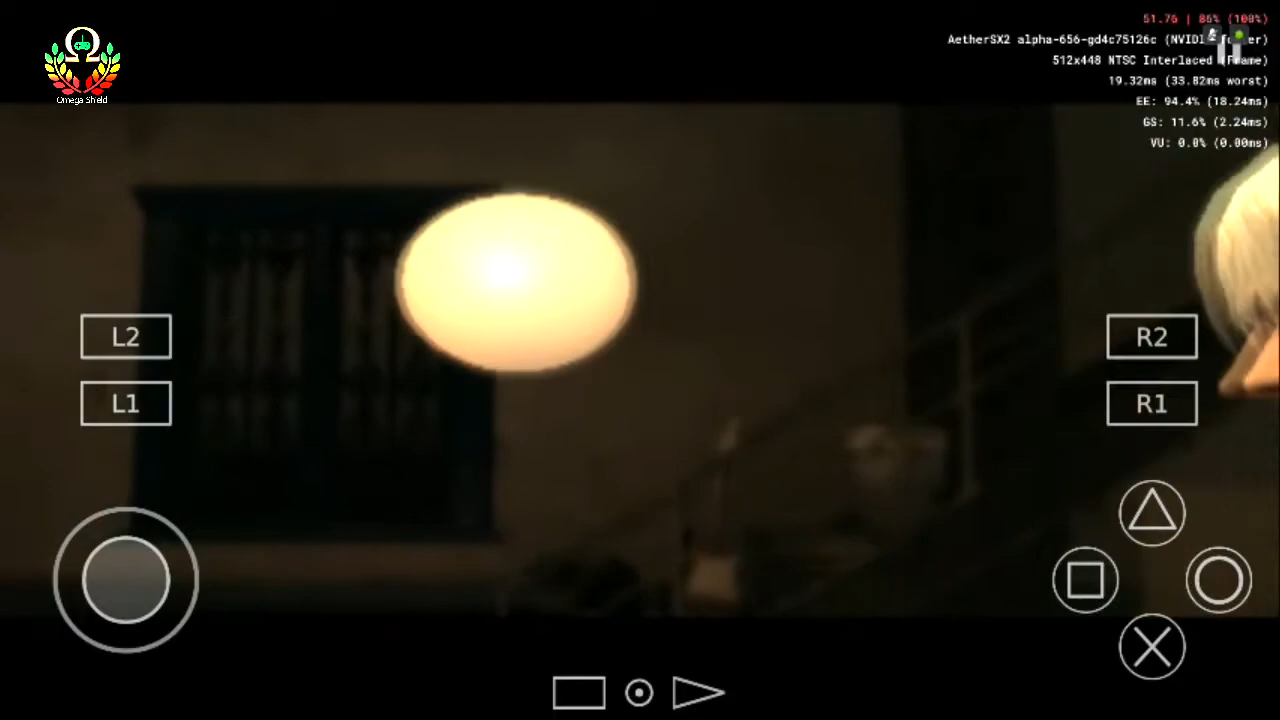 Ω
Omega Shield
51.76 | 86% (100%)
AetherSX2 alpha-656-gd4c75126c
512x448 NTSC Interlaced
19.32ms (33.82ms worst)
EE: 94.4% (18.24ms)
GS: 11.6% (2.24ms)
VU: 0.0% (0.00ms)
L2
R2
L1
R1